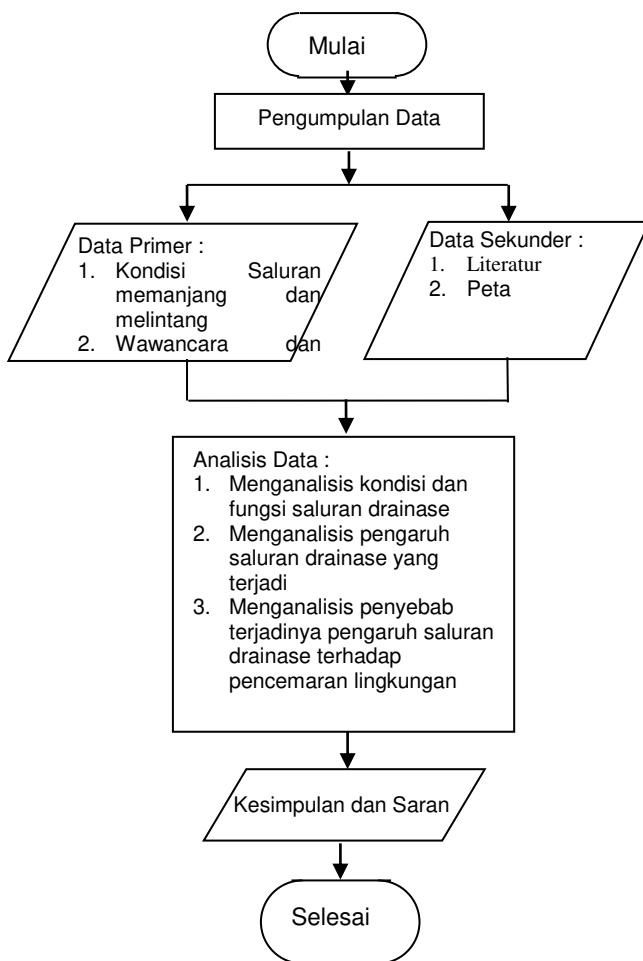 Mulai
Pengumpulan Data
Data Primer :
1. Kondisi Saluran
memanjang dan
melintang
2. Wawancara dan
Data Sekunder :
1. Literatur
2. Peta
Analisis Data :
1. Menganalisis kondisi dan
fungsi saluran drainase
2. Menganalisis pengaruh
saluran drainase yang
terjadi
3. Menganalisis penyebab
terjadinya pengaruh saluran
drainase terhadap
pencemaran lingkungan
Kesimpulan dan Saran
Selesai